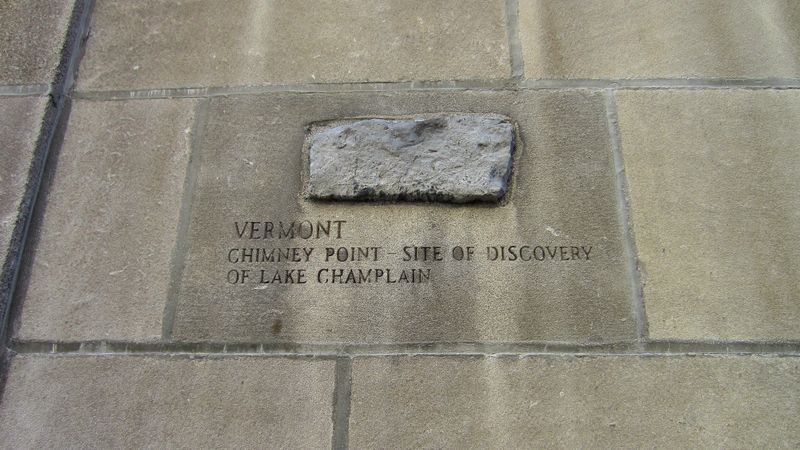 VERMONT
CHIMNEY POINT - SITE OF DISCOVERY
OF LAKE CHAMPLAIN